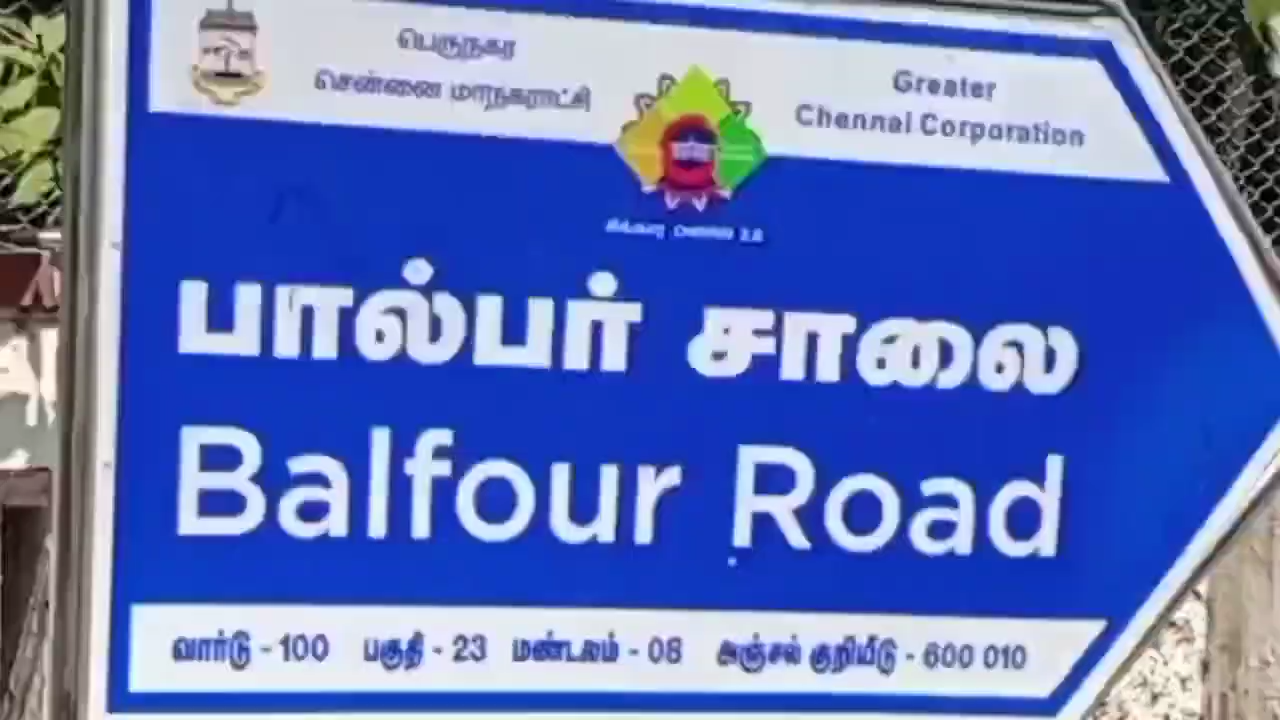 பெருநகர
சென்னை மாநகராட்சி
Greater
Chennai Corporation
பால்பர் சாலை
Balfour Road
வார்டு - 100 பகுதி - 23 மண்டலம் - 08 அஞ்சல் குறியீடு - 600 010